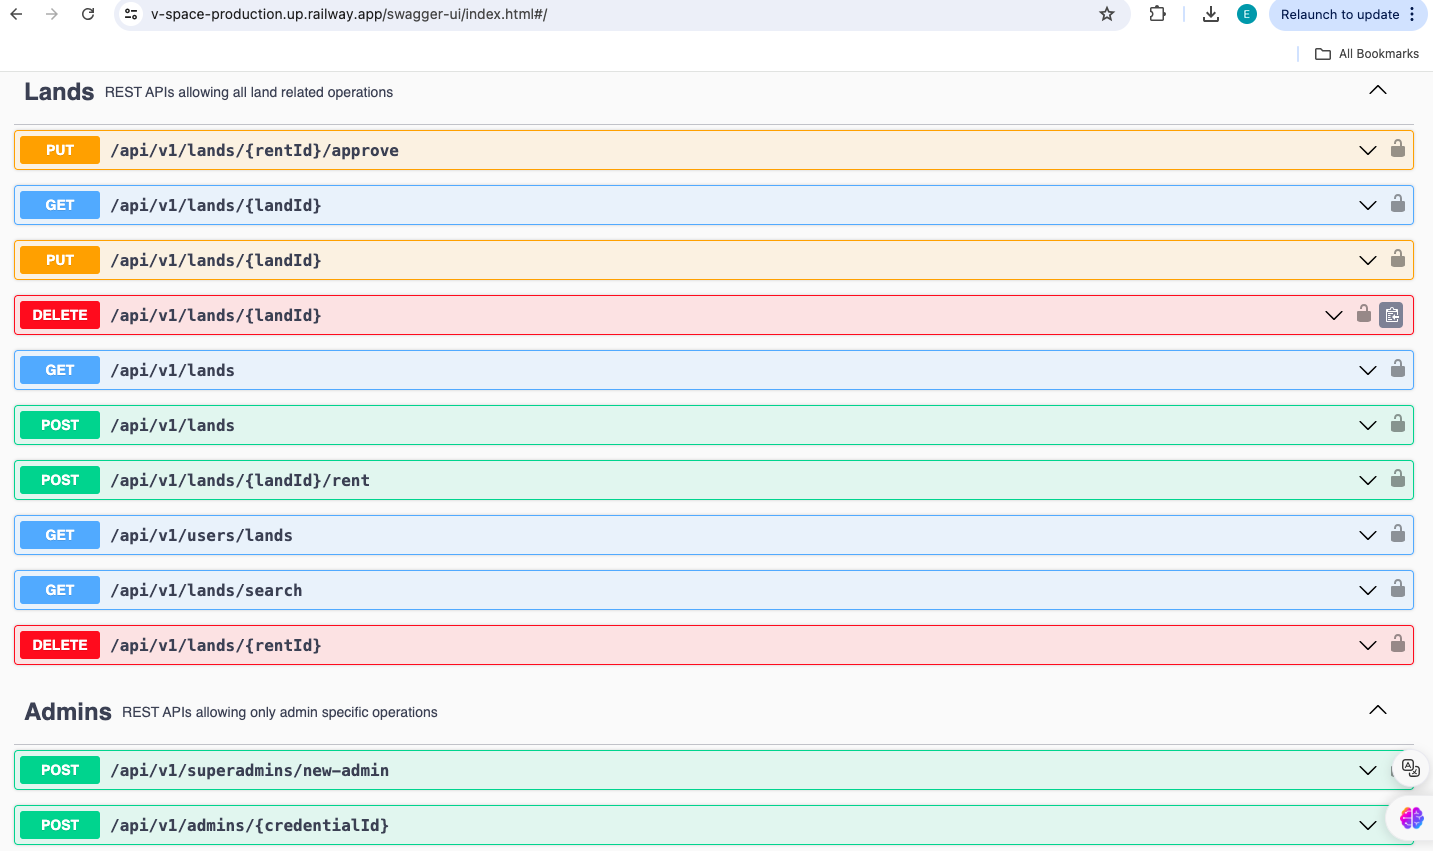 v-space-production.up.railway.app/swagger-ui/index.html#/
E
Relaunch to update
All Bookmarks
Lands REST APIs allowing all land related operations
PUT /api/v1/lands/{rentId}/approve
GET /api/v1/lands/{landId}
PUT /api/v1/lands/{landId}
DELETE /api/v1/lands/{landId}
GET /api/v1/lands
POST /api/v1/lands
POST /api/v1/lands/{landId}/rent
GET /api/v1/users/lands
GET /api/v1/lands/search
DELETE /api/v1/lands/{rentId}
Admins REST APIs allowing only admin specific operations
POST /api/v1/superadmins/new-admin
POST /api/v1/admins/{credentialId}